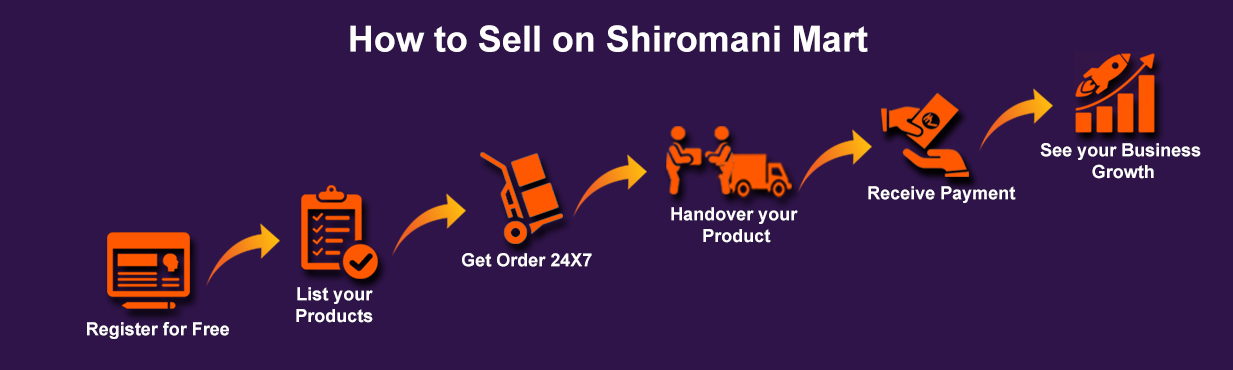 How to Sell on Shiromani Mart
Register for Free
List your
Products
Get Order 24X7
Handover your
Product
Receive Payment
See your Business
Growth